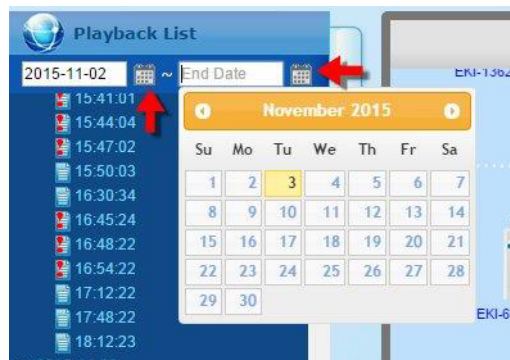 Playback List
2015-11-02 ~ End Date
15:41:01
15:44:04
15:47:02
15:50:03
16:30:34
16:45:24
16:48:22
16:54:22
17:12:22
17:48:22
18:12:23
November 2015
Su Mo Tu We Th Fr Sa
1 2 3 4 5 6 7
8 9 10 11 12 13 14
15 16 17 18 19 20 21
22 23 24 25 26 27 28
29 30
EKI-1362
EKI-6